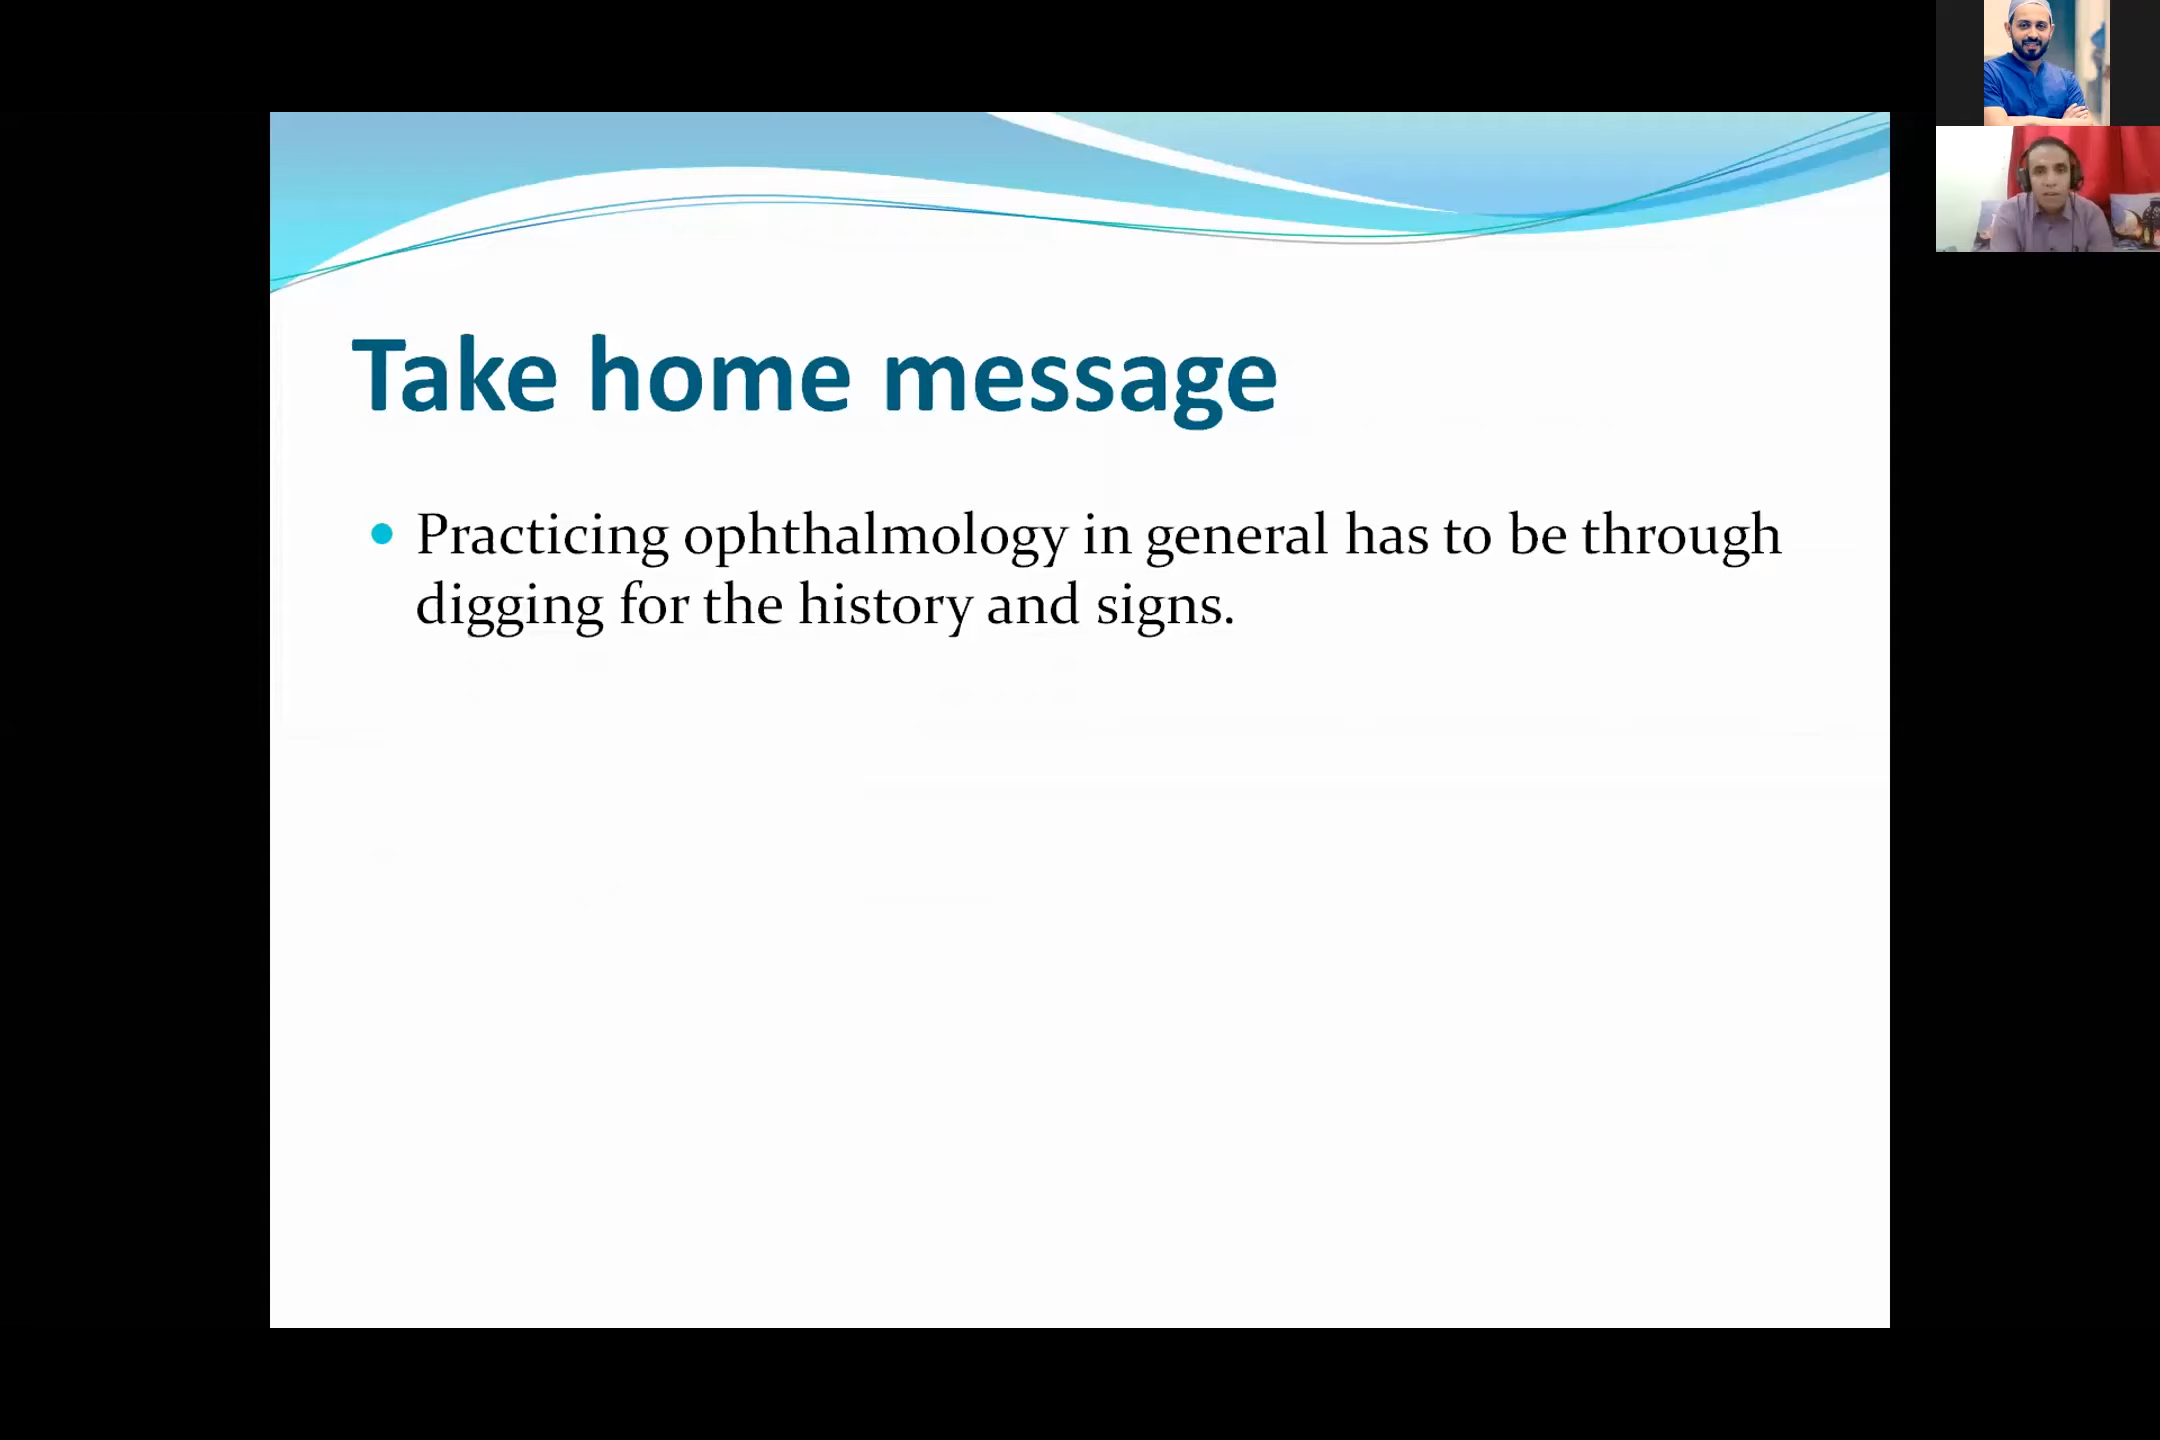 Take home message
Practicing ophthalmology in general has to be through
digging for the history and signs.